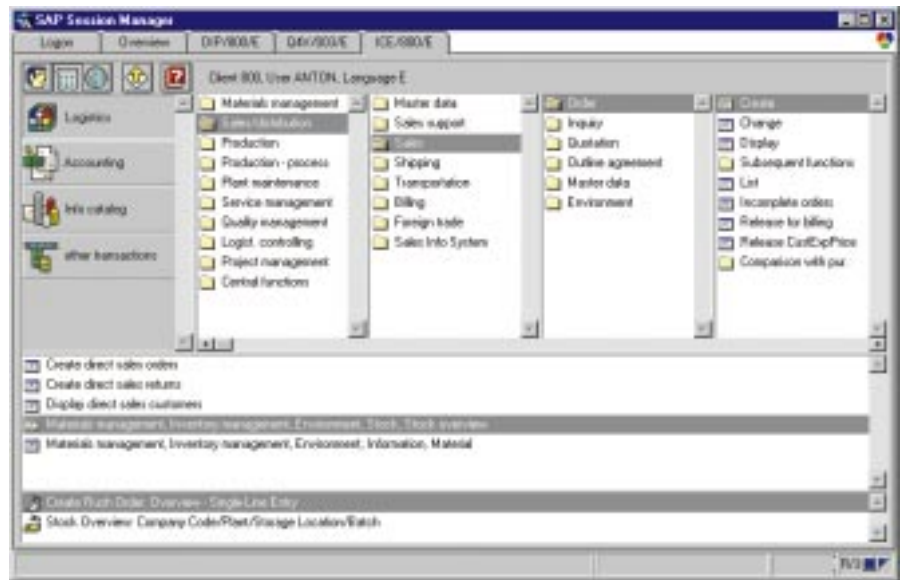 SAP Session Manager
Logon
Overview
DIP/800/E
Q4X/803/E
ICE/800/E
Client 800, User ANTON, Language E
Logistics
Accounting
Info catalog
other transactions
Materials management
Sales/distribution
Production
Production - process
Plant maintenance
Service management
Quality management
Logist. controlling
Project management
Central functions
Master data
Sales support
Sales
Shipping
Transportation
Billing
Foreign trade
Sales Info System
Order
Inquiry
Quotation
Outline agreement
Master data
Environment
Create
Change
Display
Subsequent functions
List
Incomplete orders
Release for billing
Release CustExpPrice
Comparison with pur.
Create direct sales orders
Create direct sales returns
Display direct sales customers
Materials management, Inventory management, Environment, Stock, Stock overview
Materials management, Inventory management, Environment, Information, Material
Create Rush Order: Overview - Single-Line Entry
Stock Overview: Company Code/Plant/Storage Location/Batch
R/3